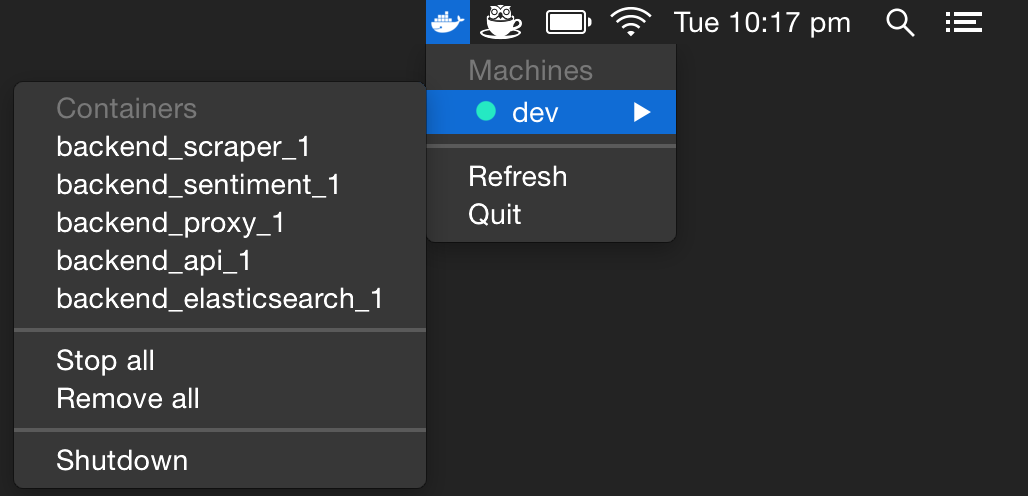 Tue 10:17 pm
Machines
dev
Refresh
Quit
Containers
backend_scraper_1
backend_sentiment_1
backend_proxy_1
backend_api_1
backend_elasticsearch_1
Stop all
Remove all
Shutdown